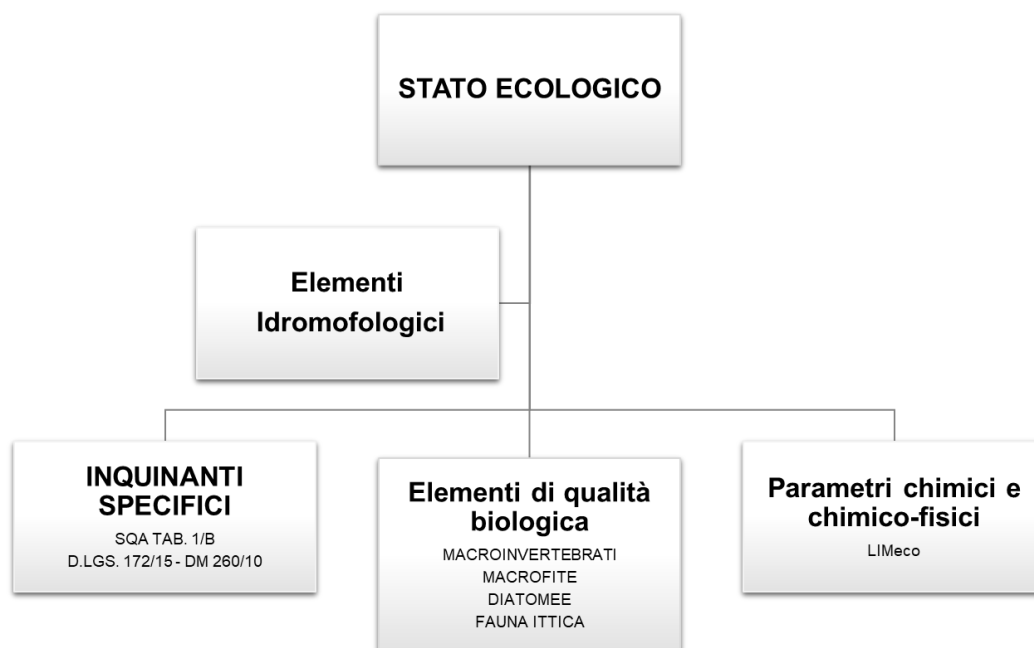 STATO ECOLOGICO
Elementi
Idromofologici
INQUINANTI
SPECIFICI
SQA TAB. 1/B
D.LGS. 172/15 - DM 260/10
Elementi di qualità
biologica
MACROINVERTEBRATI
MACROFITE
DIATOMEE
FAUNA ITTICA
Parametri chimici e
chimico-fisici
LIMeco